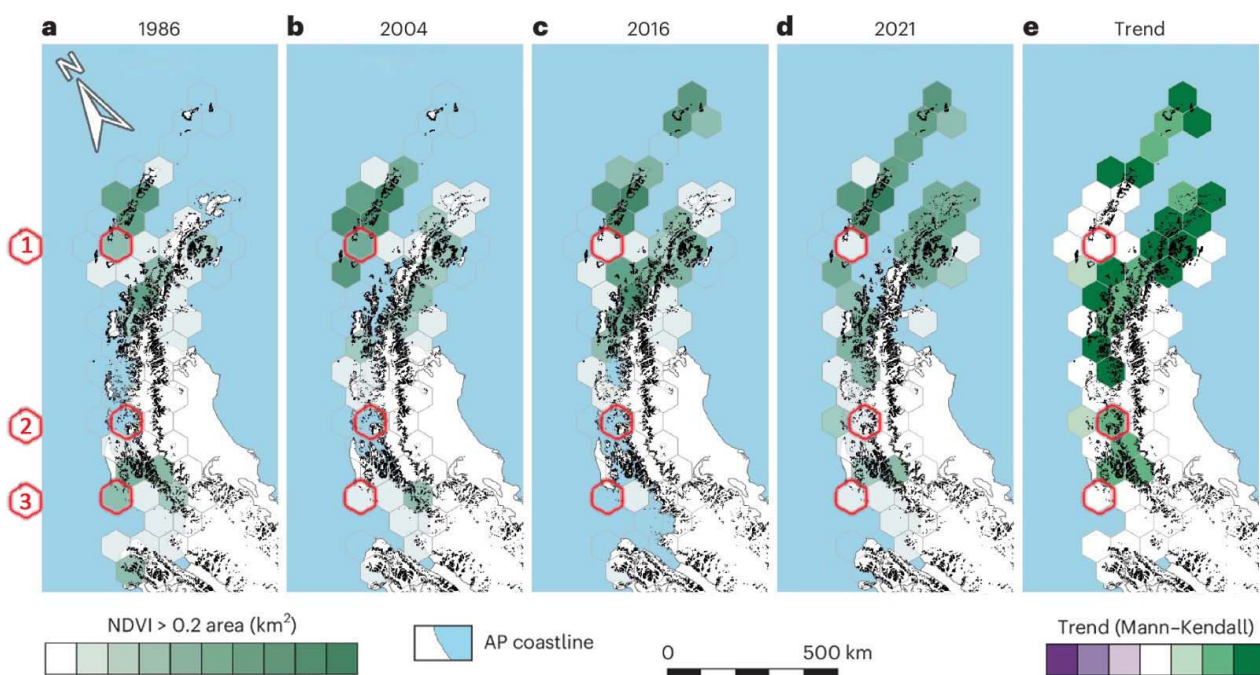 a 1986
b 2004
c 2016
d 2021
e Trend
N
1
2
3
NDVI > 0.2 area (km²)
AP coastline
0 500 km
Trend (Mann–Kendall)